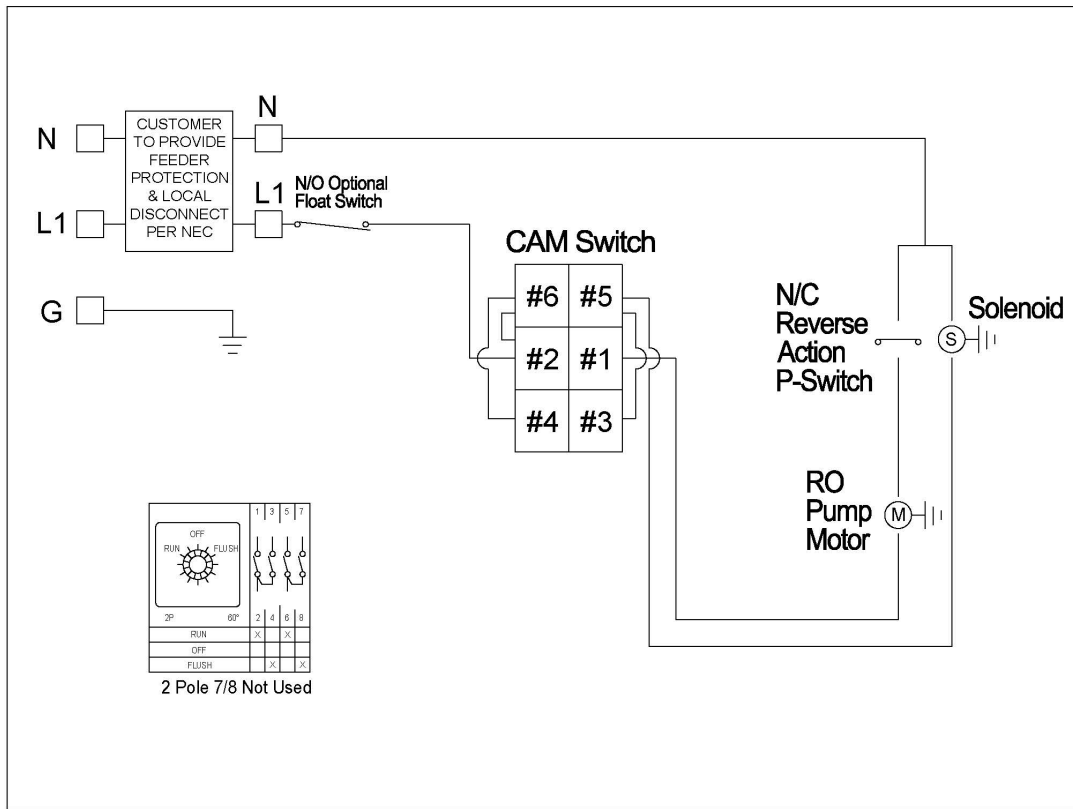 N
CUSTOMER
TO PROVIDE
FEEDER
PROTECTION
& LOCAL
DISCONNECT
PER NEC
N
L1
L1
N/O Optional
Float Switch
G
CAM Switch
#6 #5
#2 #1
#4 #3
N/C
Reverse
Action
P-Switch
Solenoid
S
RO
Pump
Motor
M
1 3 5 7
OFF
RUN FLUSH
2P 60° 2 4 6 8
RUN X X
OFF
FLUSH X X
2 Pole 7/8 Not Used